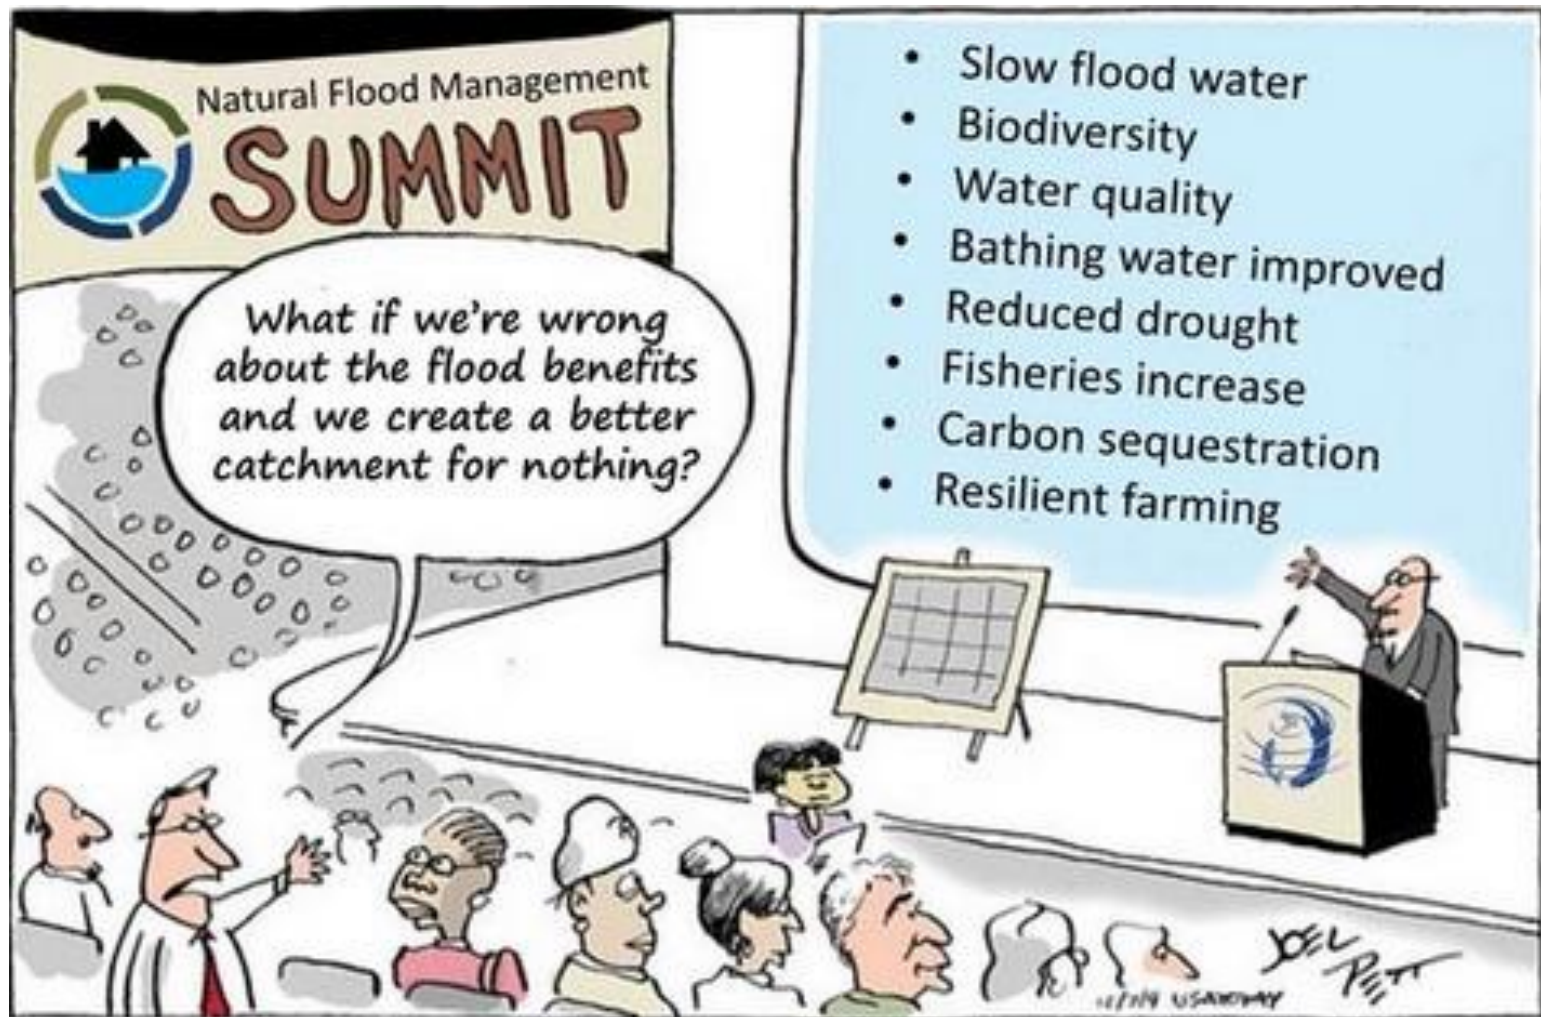 Natural Flood Management
SUMMIT
What if we're wrong
about the flood benefits
and we create a better
catchment for nothing?
• Slow flood water
• Biodiversity
• Water quality
• Bathing water improved
• Reduced drought
• Fisheries increase
• Carbon sequestration
• Resilient farming
JOEL
PETT
USA TODAY